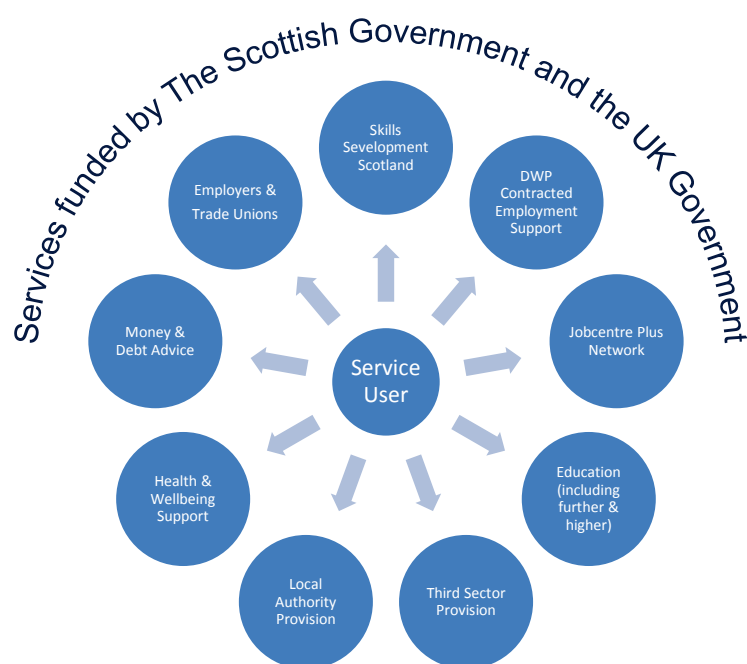 Services funded by The Scottish Government and the UK Government
Skills
Sevelopment
Scotland
DWP
Contracted
Employment
Support
Jobcentre Plus
Network
Education
(including
further &
higher)
Third Sector
Provision
Local
Authority
Provision
Health &
Wellbeing
Support
Money &
Debt Advice
Employers &
Trade Unions
Service
User